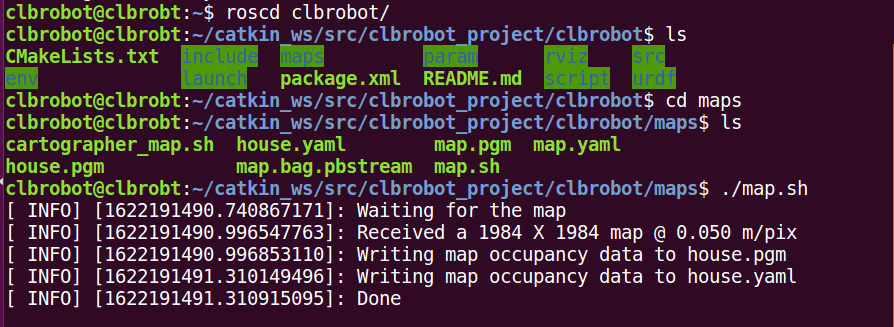 clbrobot@clbrobt:~$ roscd clbrobot/
clbrobot@clbrobt:~/catkin_ws/src/clbrobot_project/clbrobot$ ls
CMakeLists.txt  include  maps         param      rviz    src
env             launch   package.xml  README.md  script  urdf
clbrobot@clbrobt:~/catkin_ws/src/clbrobot_project/clbrobot$ cd maps
clbrobot@clbrobt:~/catkin_ws/src/clbrobot_project/clbrobot/maps$ ls
cartographer_map.sh  house.yaml        map.pgm  map.yaml
house.pgm            map.bag.pbstream  map.sh
clbrobot@clbrobt:~/catkin_ws/src/clbrobot_project/clbrobot/maps$ ./map.sh
[ INFO] [1622191490.740867171]: Waiting for the map
[ INFO] [1622191490.996547763]: Received a 1984 X 1984 map @ 0.050 m/pix
[ INFO] [1622191490.996853110]: Writing map occupancy data to house.pgm
[ INFO] [1622191491.310149496]: Writing map occupancy data to house.yaml
[ INFO] [1622191491.310915095]: Done